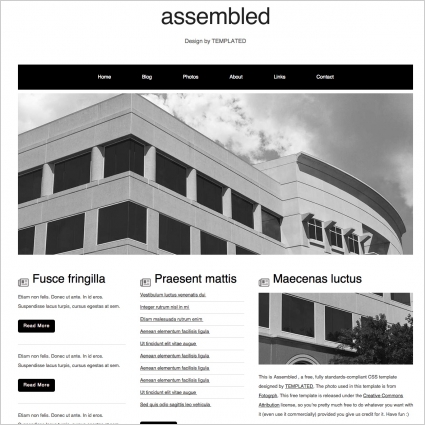 assembled
Design by TEMPLATED
Home Blog Photos About Links Contact
Fusce fringilla
Etiam non felis. Donec ut ante. In id eros.
Suspendisse lacus turpis, cursus egestas at sem.
Read More
Etiam non felis. Donec ut ante. In id eros.
Suspendisse lacus turpis, cursus egestas at sem.
Read More
Etiam non felis. Donec ut ante. In id eros.
Praesent mattis
Vestibulum luctus venenatis dui
Integer rutrum nisl in mi
Etiam malesuada rutrum enim
Aenean elementum facilisis ligula
Ut tincidunt elit vitae augue
Aenean elementum facilisis ligula
Aenean elementum facilisis ligula
Ut tincidunt elit vitae augue
Aenean elementum facilisis ligula
Sed quis odio sagittis leo vehicula
Maecenas luctus
This is Assembled , a free, fully standards-compliant CSS template
designed by TEMPLATED. The photo used in this template is from
Fotogrph. This free template is released under the Creative Commons
Attribution license, so you're pretty much free to do whatever you want with
it (even use it commercially) provided you give us credit for it. Have fun :)